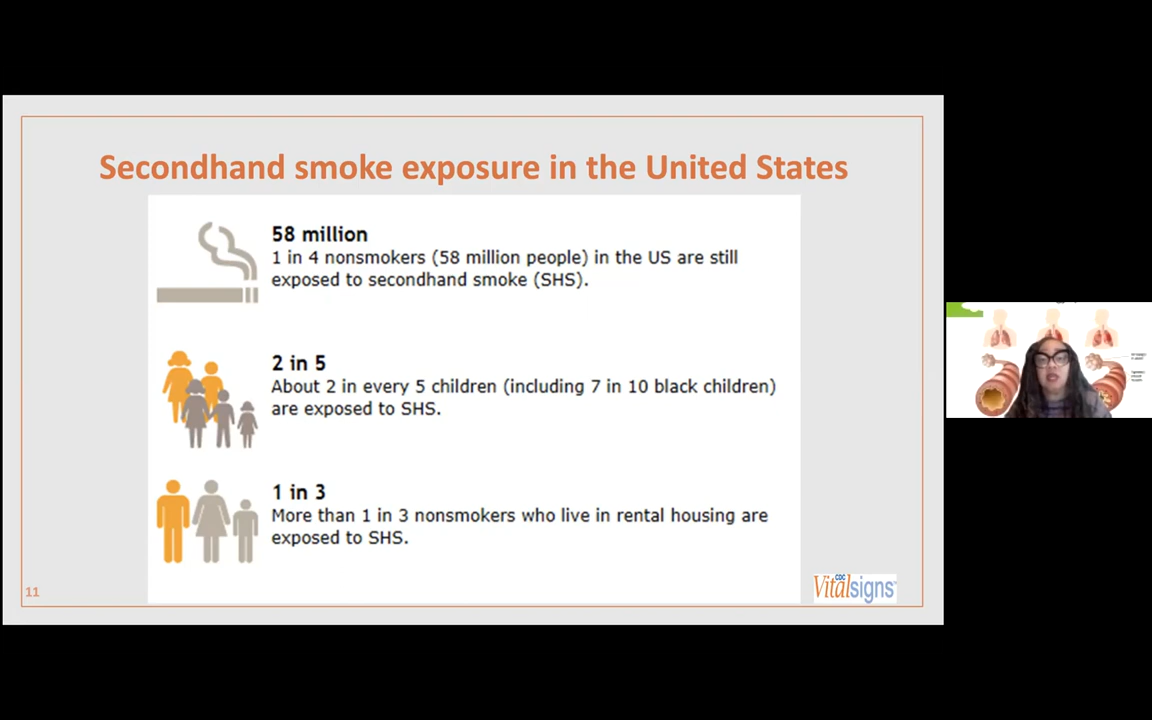 Secondhand smoke exposure in the United States
58 million
1 in 4 nonsmokers (58 million people) in the US are still
exposed to secondhand smoke (SHS).
2 in 5
About 2 in every 5 children (including 7 in 10 black children)
are exposed to SHS.
1 in 3
More than 1 in 3 nonsmokers who live in rental housing are
exposed to SHS.
11
CDC
Vitalsigns